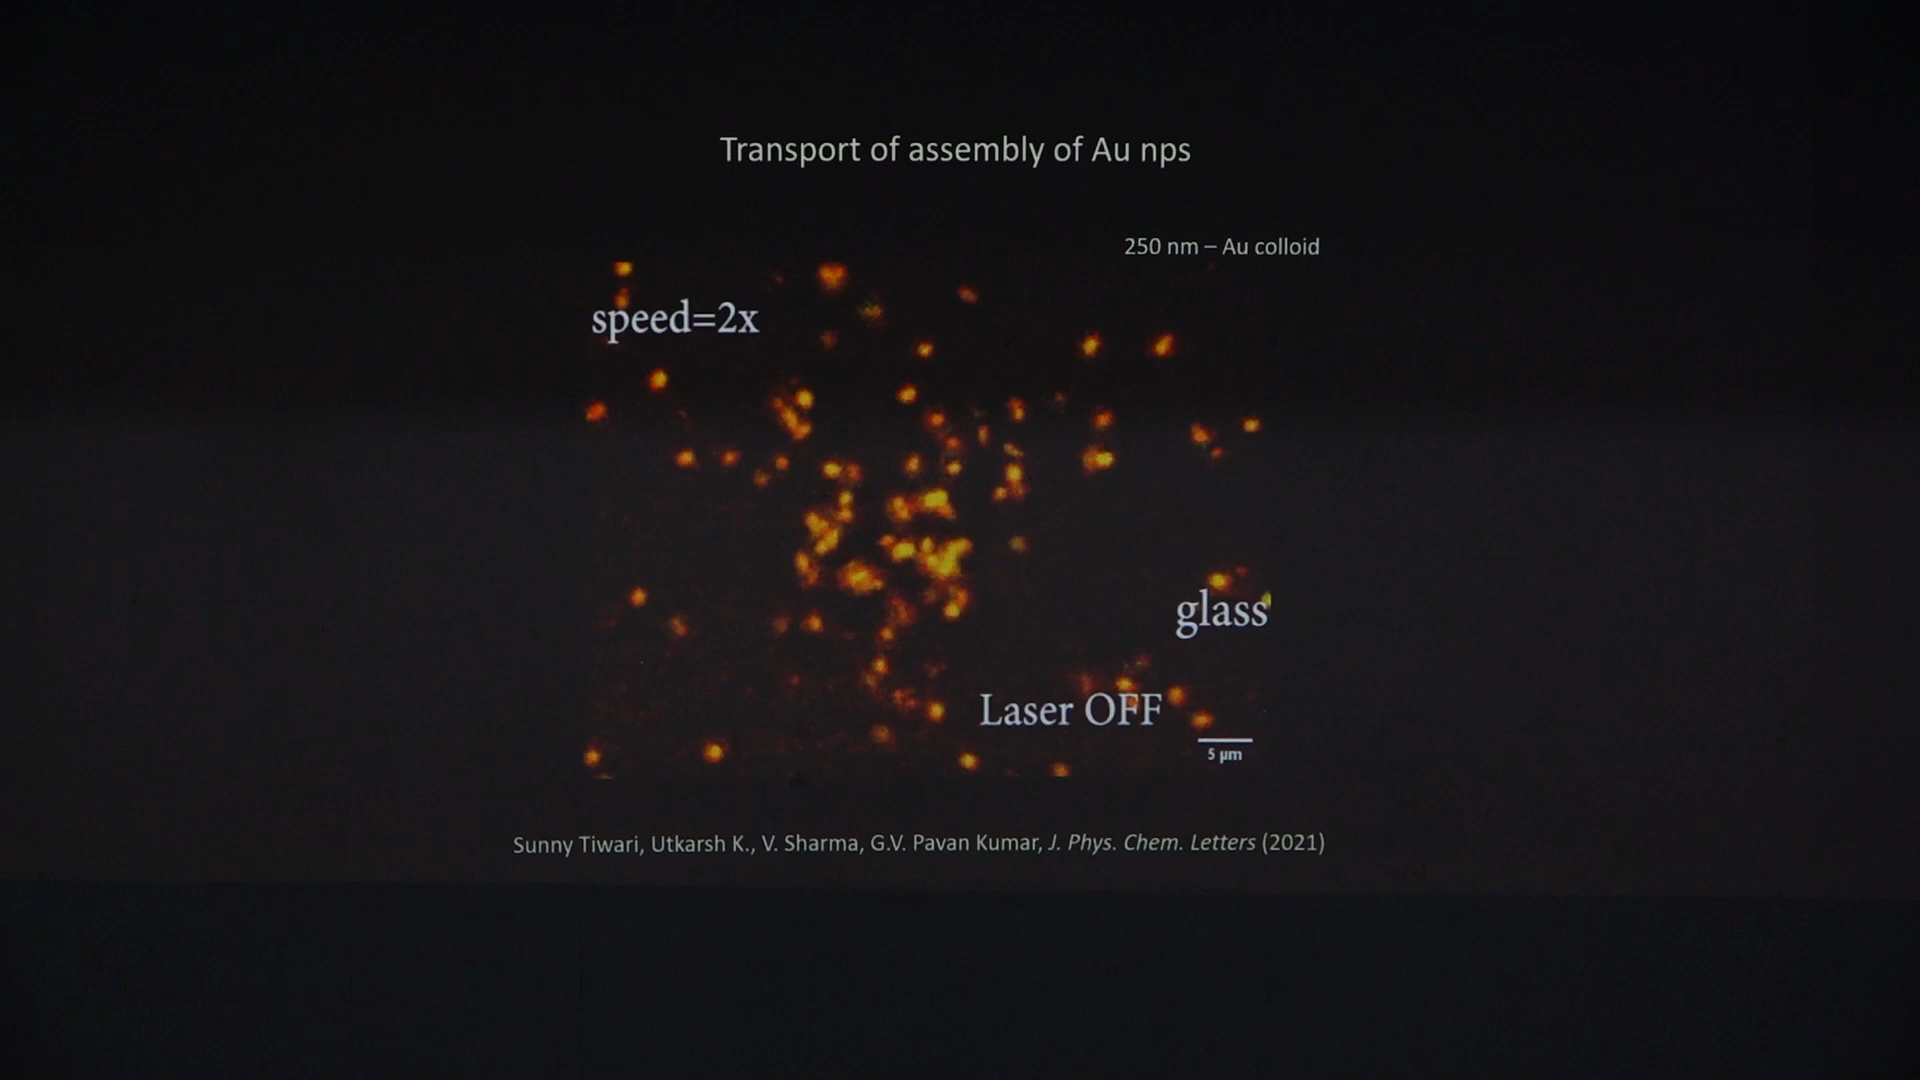 Transport of assembly of Au nps
250 nm – Au colloid
speed=2x
glass
Laser OFF
5 μm
Sunny Tiwari, Utkarsh K., V. Sharma, G.V. Pavan Kumar, J. Phys. Chem. Letters (2021)